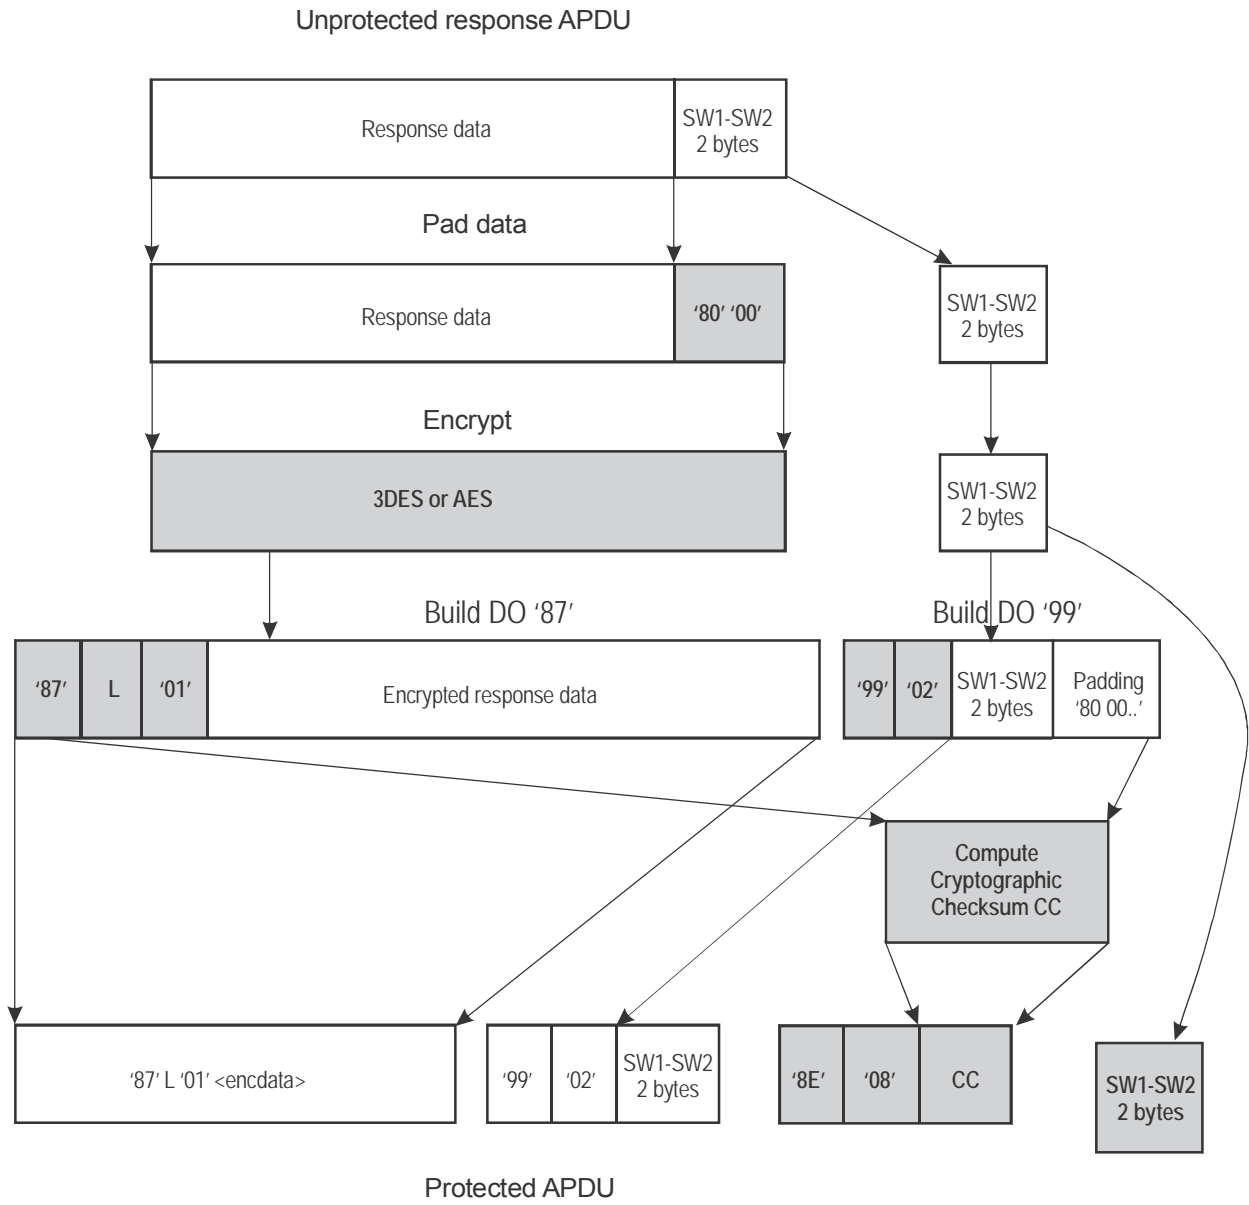 Unprotected response APDU
Response data
SW1-SW2
2 bytes
Pad data
Response data
‘80’ ‘00’
SW1-SW2
2 bytes
Encrypt
3DES or AES
SW1-SW2
2 bytes
Build DO ‘87’
Build DO ‘99’
‘87’
L
‘01’
Encrypted response data
‘99’
‘02’
SW1-SW2
2 bytes
Padding
‘80 00..’
Compute
Cryptographic
Checksum CC
‘87’ L ‘01’ <encdata>
‘99’
‘02’
SW1-SW2
2 bytes
‘8E’
‘08’
CC
SW1-SW2
2 bytes
Protected APDU